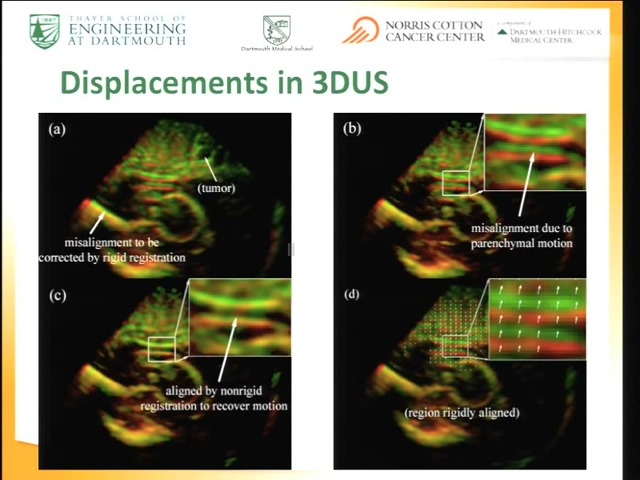 THAYER SCHOOL OF
ENGINEERING
AT DARTMOUTH
Dartmouth Medical School
NORRIS COTTON
CANCER CENTER
A component of
DARTMOUTH-HITCHCOCK
MEDICAL CENTER
Displacements in 3DUS
(a)
(tumor)
misalignment to be
corrected by rigid registration
(b)
misalignment due to
parenchymal motion
(c)
aligned by nonrigid
registration to recover motion
(d)
(region rigidly aligned)